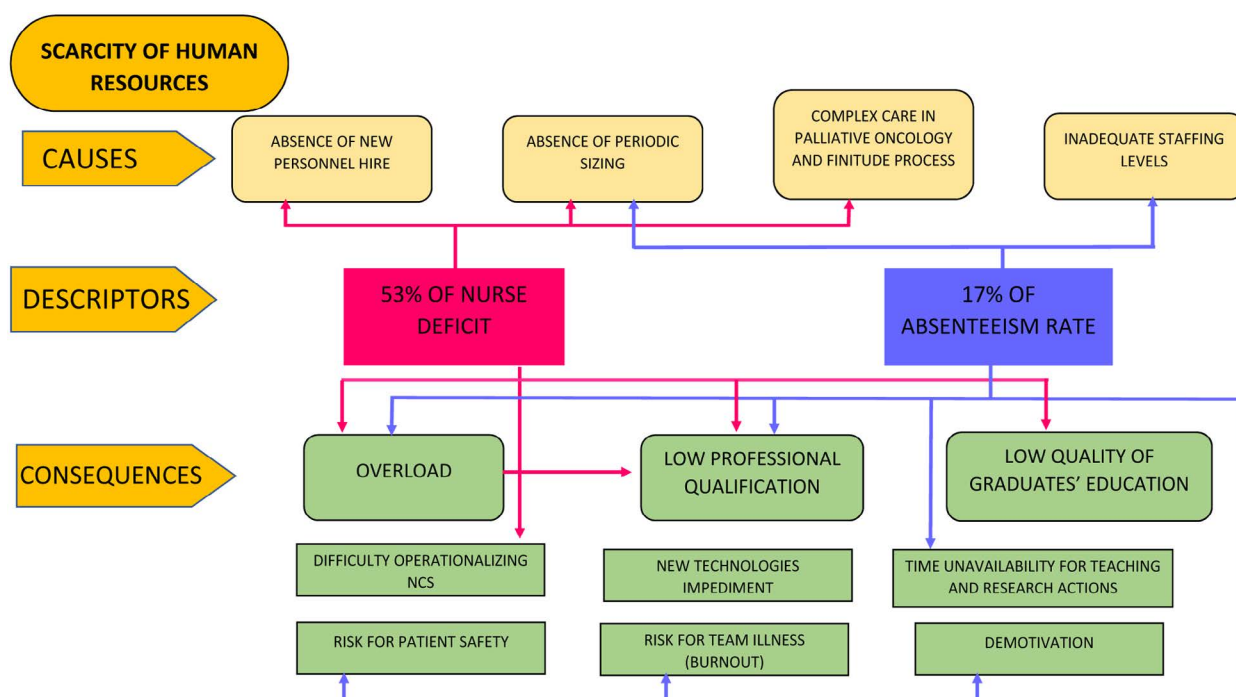 SCARCITY OF HUMAN
RESOURCES
CAUSES
ABSENCE OF NEW
PERSONNEL HIRE
ABSENCE OF PERIODIC
SIZING
COMPLEX CARE IN
PALLIATIVE ONCOLOGY
AND FINITUDE PROCESS
INADEQUATE STAFFING
LEVELS
DESCRIPTORS
53% OF NURSE
DEFICIT
17% OF
ABSENTEEISM RATE
CONSEQUENCES
OVERLOAD
LOW PROFESSIONAL
QUALIFICATION
LOW QUALITY OF
GRADUATES’ EDUCATION
DIFFICULTY OPERATIONALIZING
NCS
NEW TECHNOLOGIES
IMPEDIMENT
TIME UNAVAILABILITY FOR TEACHING
AND RESEARCH ACTIONS
RISK FOR PATIENT SAFETY
RISK FOR TEAM ILLNESS
(BURNOUT)
DEMOTIVATION